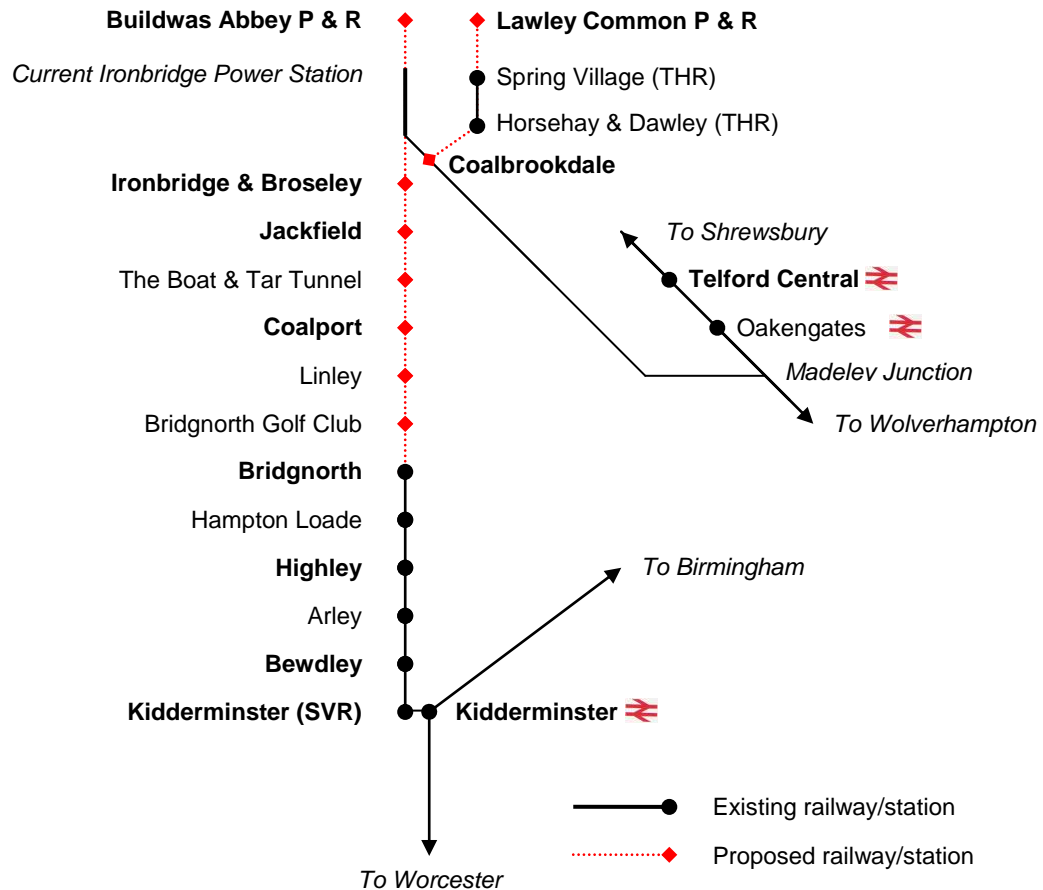 Buildwas Abbey P & R
Lawley Common P & R
Current Ironbridge Power Station
Spring Village (THR)
Horsehay & Dawley (THR)
Coalbrookdale
Ironbridge & Broseley
Jackfield
To Shrewsbury
The Boat & Tar Tunnel
Telford Central
Coalport
Oakengates
Linley
Madeley Junction
Bridgnorth Golf Club
To Wolverhampton
Bridgnorth
Hampton Loade
Highley
To Birmingham
Arley
Bewdley
Kidderminster (SVR)
Kidderminster
Existing railway/station
Proposed railway/station
To Worcester